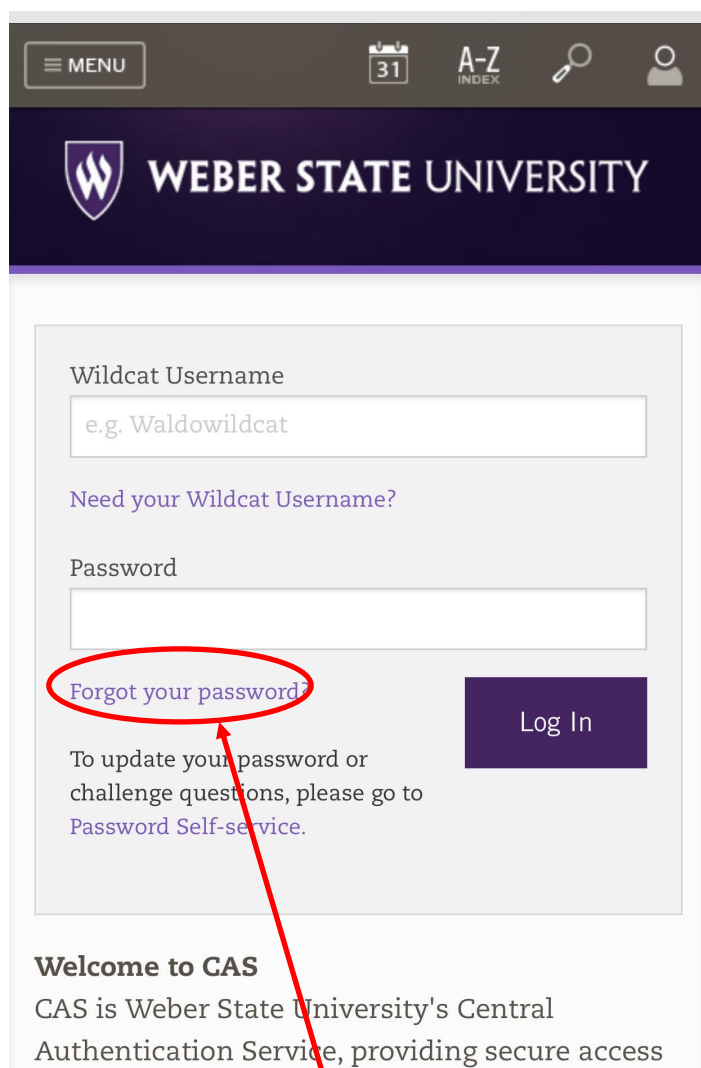 MENU
31
A-Z
INDEX
W
WEBER STATE UNIVERSITY
Wildcat Username
e.g. Waldowildcat
Need your Wildcat Username?
Password
Forgot your password?
Log In
To update your password or
challenge questions, please go to
Password Self-service.
Welcome to CAS
CAS is Weber State University's Central
Authentication Service, providing secure access